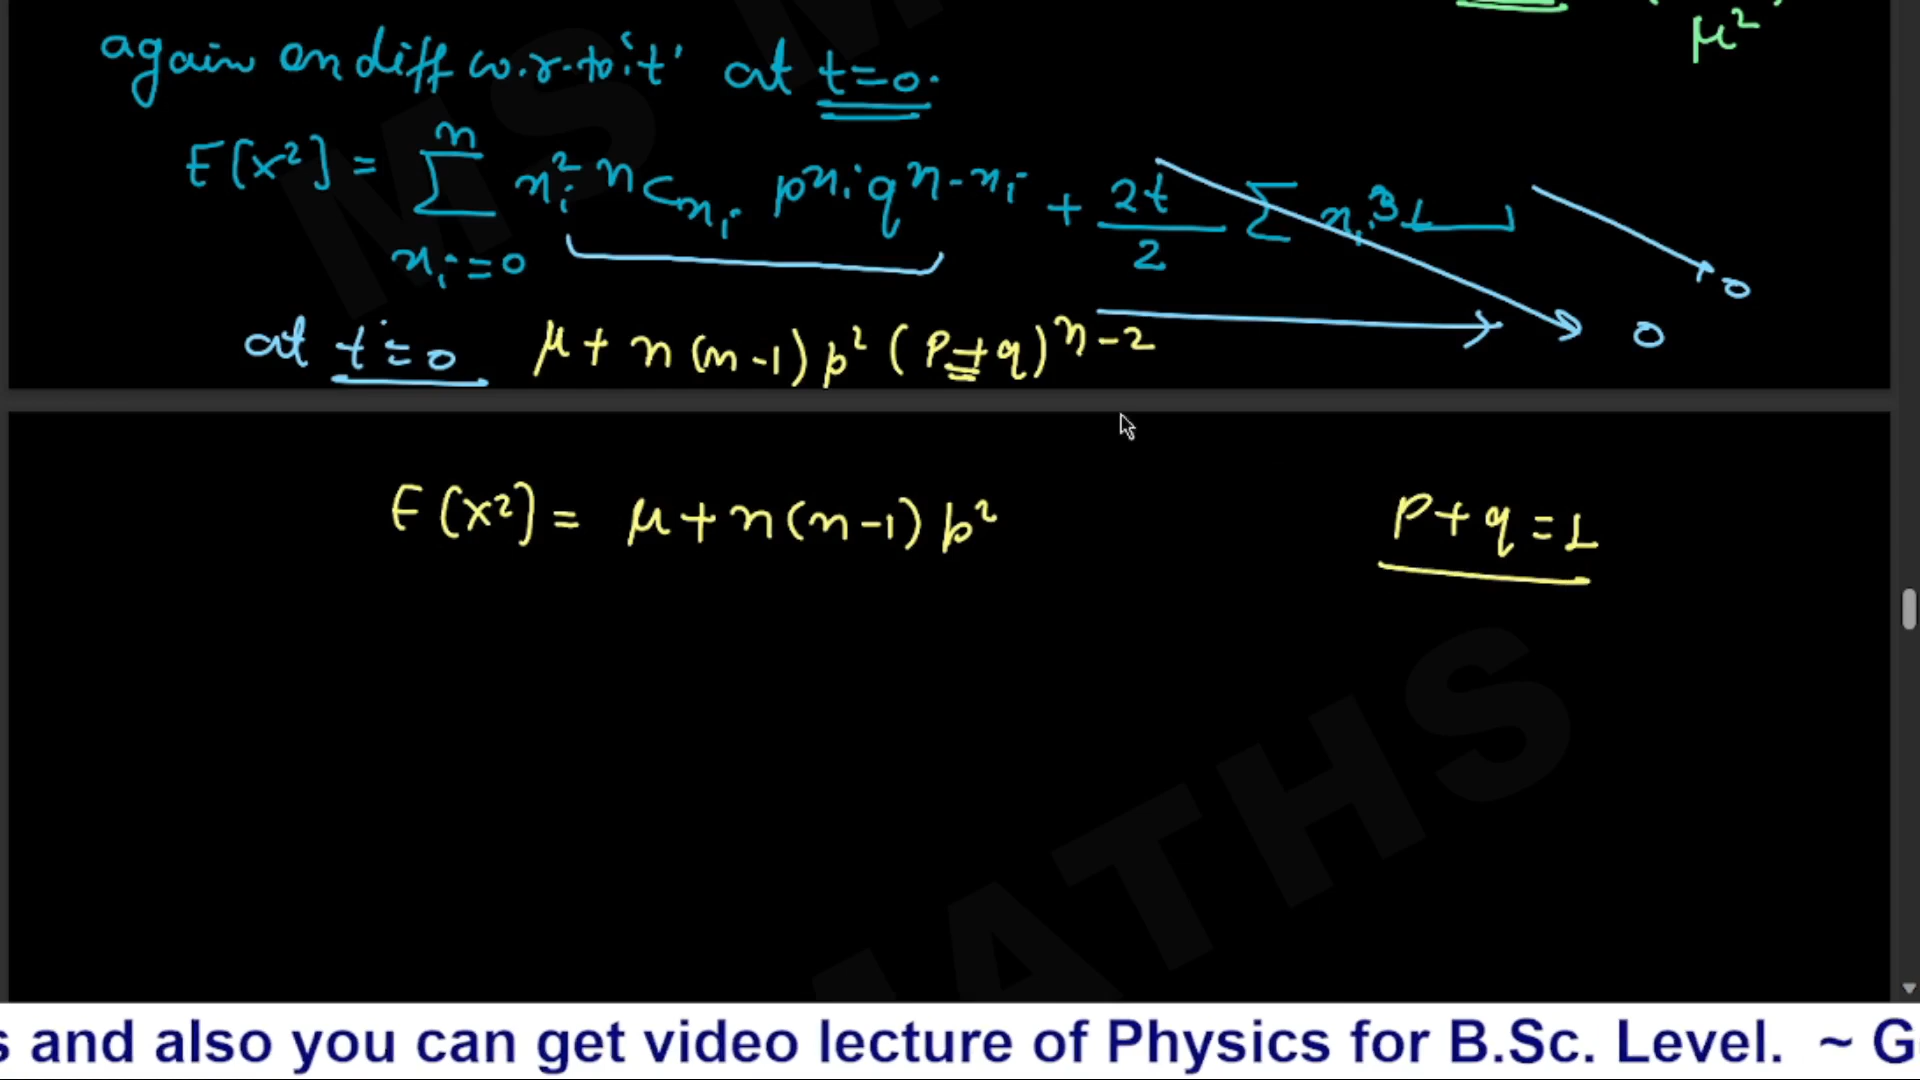 μ²
again on diff w.r.to 't' at t=0.
E[x²] = Σ n xᵢ=0 xᵢ² ⁿCxᵢ pˣⁱ qⁿ⁻ˣⁱ + 2t/2 Σ xᵢ³ → 0
0
at t=0 μ + n(n-1) p² (p+q)ⁿ⁻²
E[x²] = μ + n(n-1) p² p+q=1
MS M
MATHS
s and also you can get video lecture of Physics for B.Sc. Level. ~ G